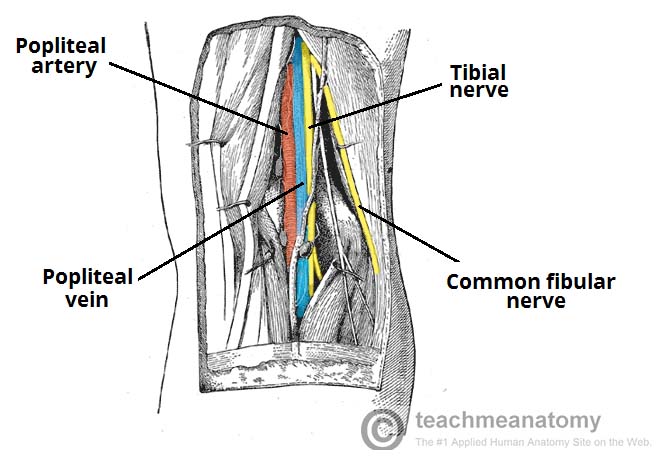 Popliteal
artery
Tibial
nerve
Popliteal
vein
Common fibular
nerve
© teachmeanatomy
The #1 Applied Human Anatomy Site on the Web.